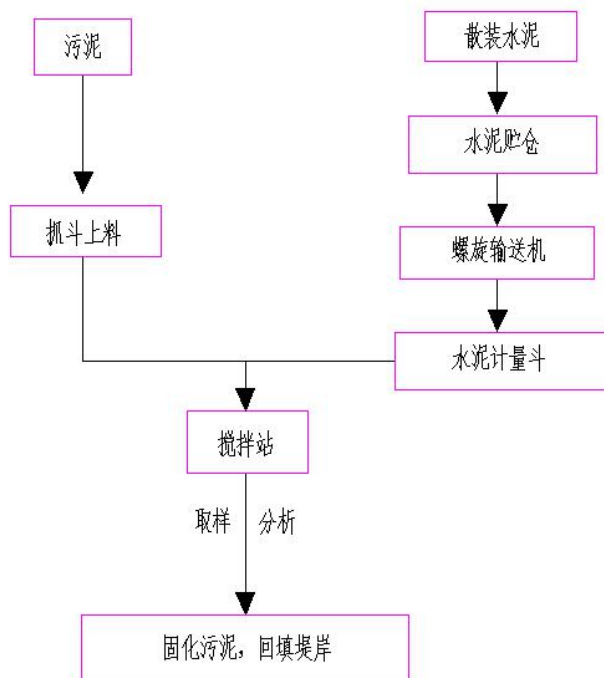 污泥
散装水泥
水泥贮仓
抓斗上料
螺旋输送机
水泥计量斗
搅拌站
取样 分析
固化污泥，回填堤岸